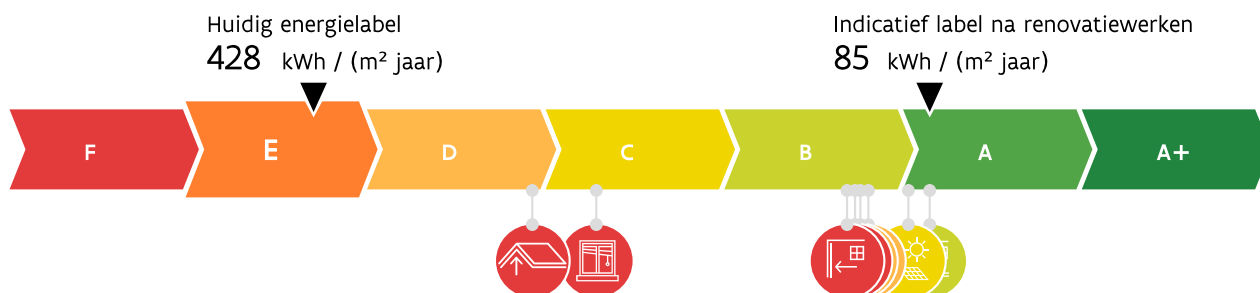 Huidig energielabel
428 kWh / (m² jaar)
Indicatief label na renovatiewerken
85 kWh / (m² jaar)
F E D C B A A+